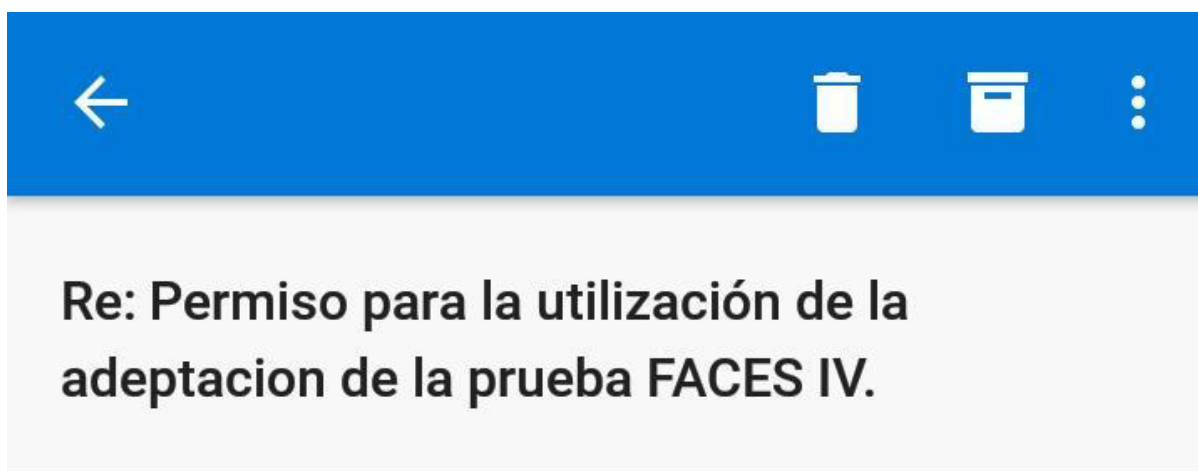 Re: Permiso para la utilización de la
adeptacion de la prueba FACES IV.